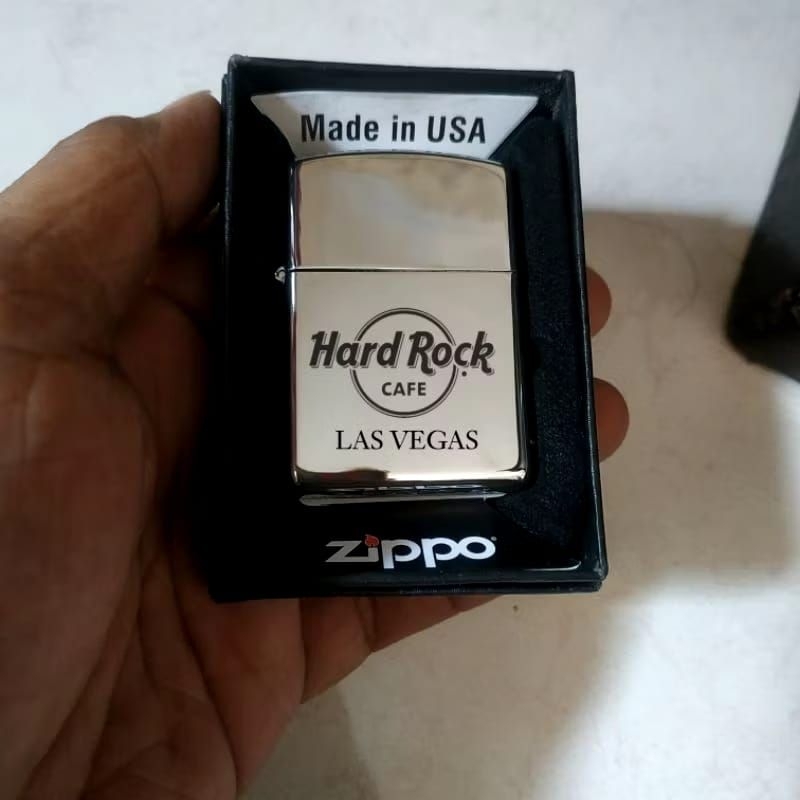 Made in USA
Hard Rock
CAFE
LAS VEGAS
zippo